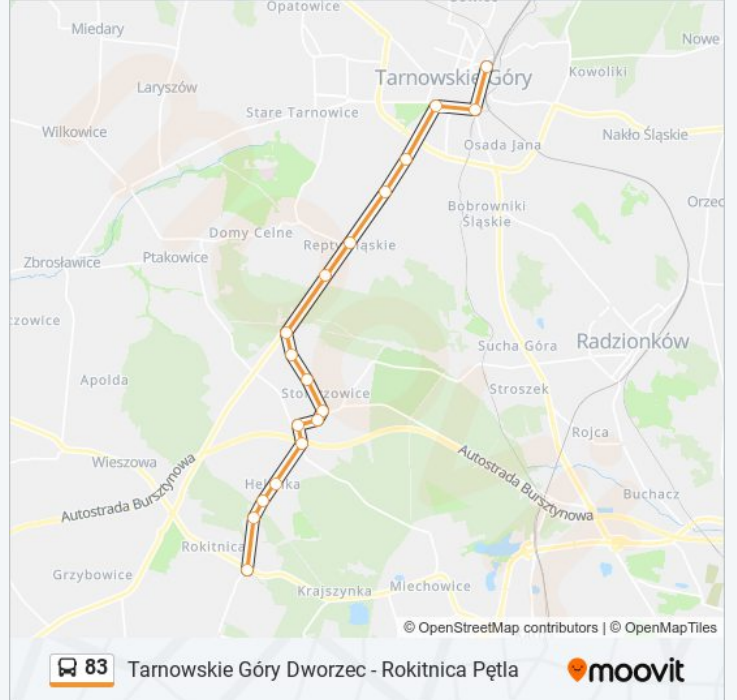 Opatowice
Miedary
Nowe
Tarnowskie Góry
Kowoliki
Laryszów
Stare Tarnowice
Wilkowice
Nakło Śląskie
Osada Jana
Orzec
Bobrowniki
Śląskie
Domy Celne
Repty Śląskie
Ptakowice
Zbrosławice
czowice
Radzionków
Sucha Góra
Apolda
Stroszek
Rojca
Wieszowa
Autostrada Bursztynowa
Autostrada Bursztynowa
Buchacz
Rokitnica
Grzybowice
Miechowice
Krajszynka
© OpenStreetMap contributors | © OpenMapTiles
83 Tarnowskie Góry Dworzec - Rokitnica Pętla moovit